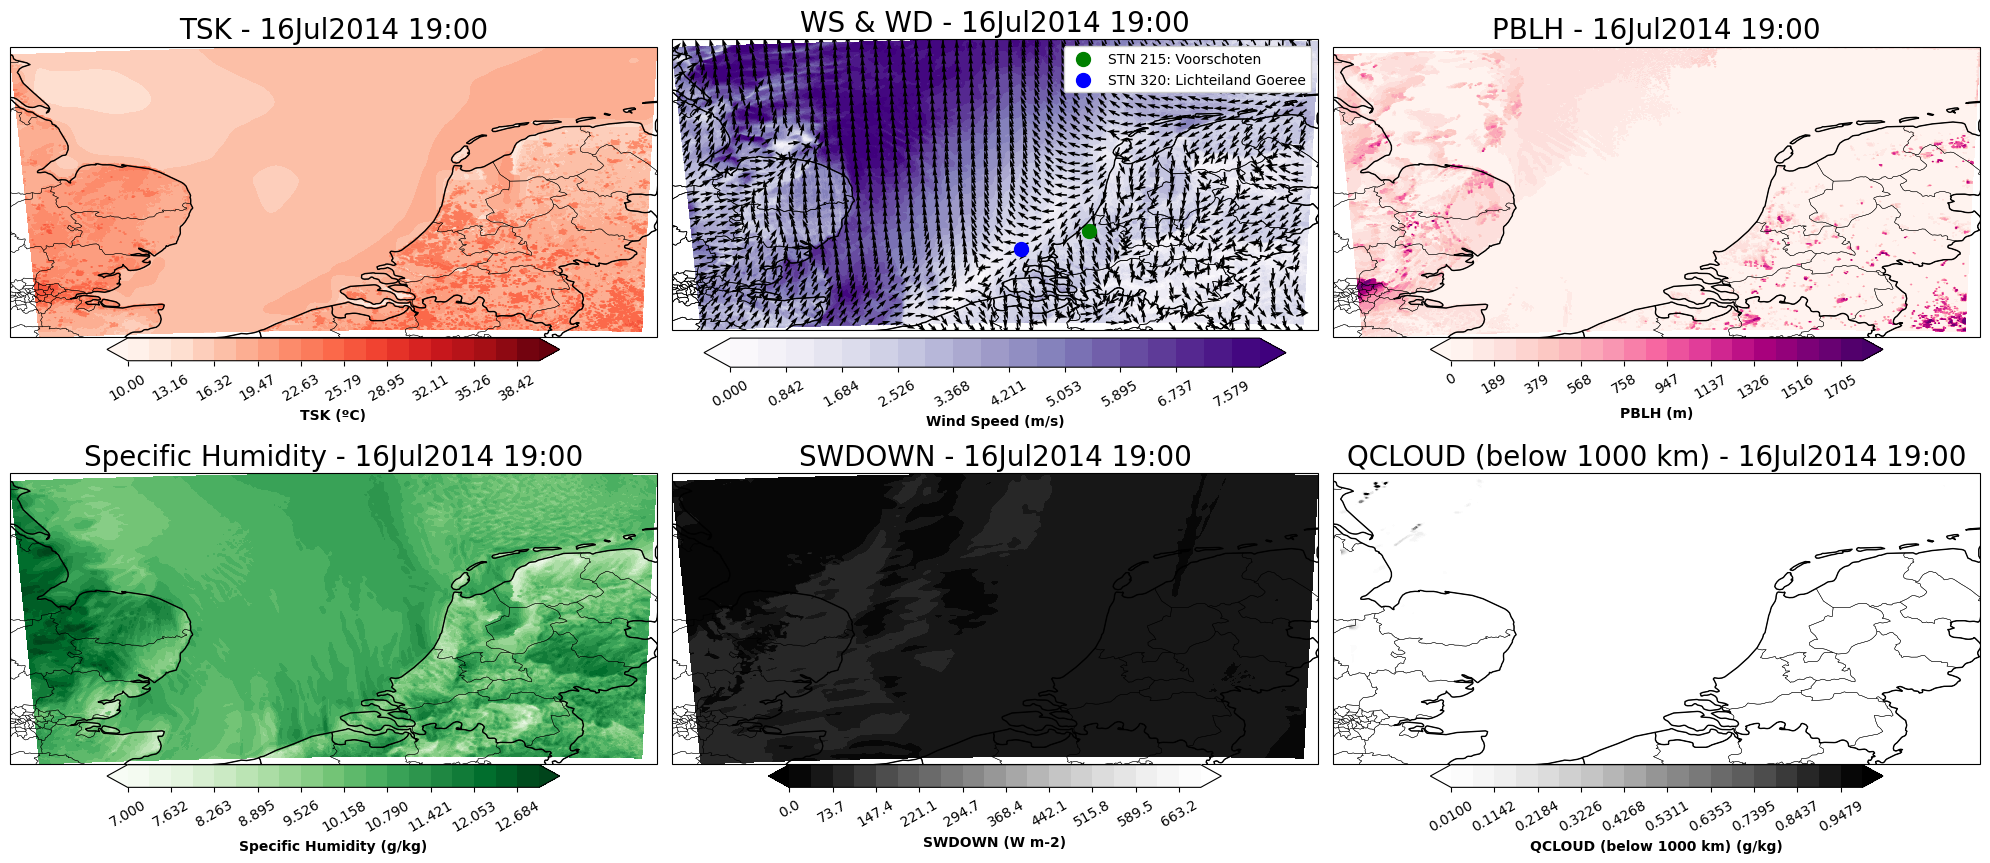 TSK - 16Jul2014 19:00
10.00 13.16 16.32 19.47 22.63 25.79 28.95 32.11 35.26 38.42
TSK (ºC)
WS & WD - 16Jul2014 19:00
STN 215: Voorschoten
STN 320: Lichteiland Goeree
0.000 0.842 1.684 2.526 3.368 4.211 5.053 5.895 6.737 7.579
Wind Speed (m/s)
PBLH - 16Jul2014 19:00
0 189 379 568 758 947 1137 1326 1516 1705
PBLH (m)
Specific Humidity - 16Jul2014 19:00
7.000 7.632 8.263 8.895 9.526 10.158 10.790 11.421 12.053 12.684
Specific Humidity (g/kg)
SWDOWN - 16Jul2014 19:00
0.0 73.7 147.4 221.1 294.7 368.4 442.1 515.8 589.5 663.2
SWDOWN (W m-2)
QCLOUD (below 1000 km) - 16Jul2014 19:00
0.0100 0.1142 0.2184 0.3226 0.4268 0.5311 0.6353 0.7395 0.8437 0.9479
QCLOUD (below 1000 km) (g/kg)